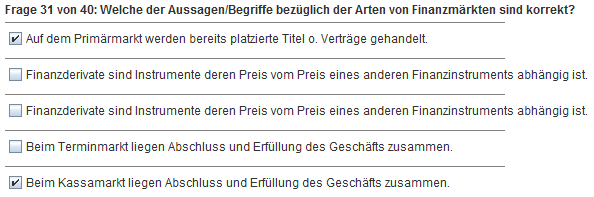 Frage 31 von 40: Welche der Aussagen/Begriffe bezüglich der Arten von Finanzmärkten sind korrekt?
Auf dem Primärmarkt werden bereits platzierte Titel o. Verträge gehandelt.
Finanzderivate sind Instrumente deren Preis vom Preis eines anderen Finanzinstruments abhängig ist.
Finanzderivate sind Instrumente deren Preis vom Preis eines anderen Finanzinstruments abhängig ist.
Beim Terminmarkt liegen Abschluss und Erfüllung des Geschäfts zusammen.
Beim Kassamarkt liegen Abschluss und Erfüllung des Geschäfts zusammen.